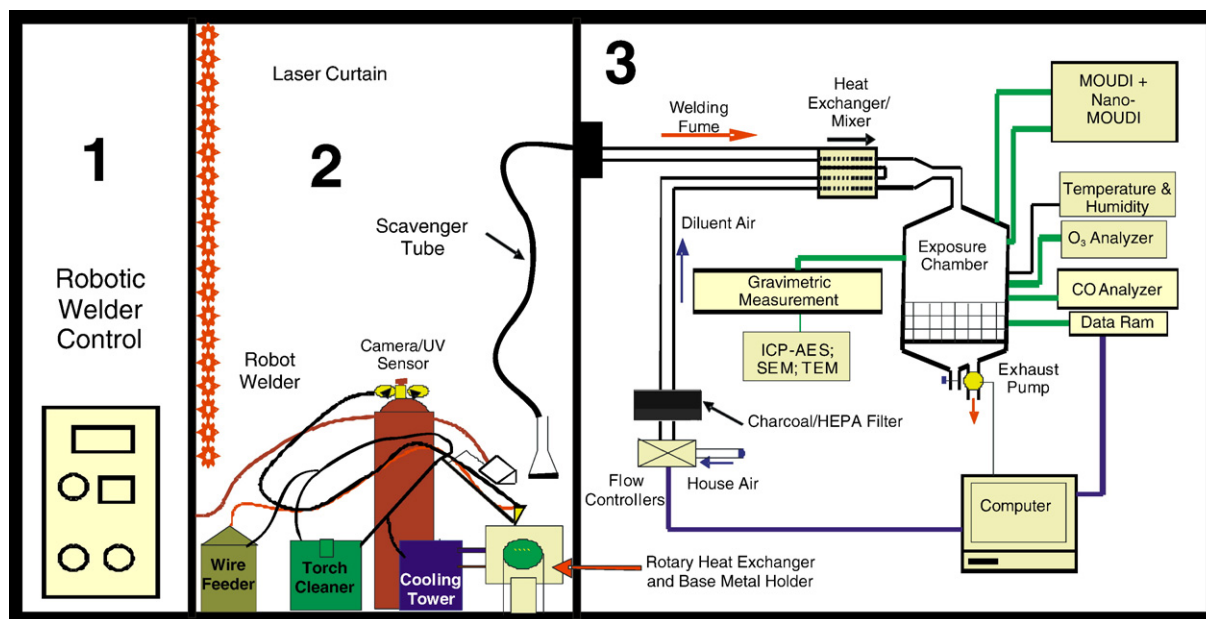 1
Robotic
Welder
Control
Laser Curtain
2
Scavenger
Tube
Camera/UV
Sensor
Robot
Welder
Wire
Feeder
Torch
Cleaner
Cooling
Tower
3
Welding
Fume
Heat
Exchanger/
Mixer
MOUDI +
Nano-
MOUDI
Temperature &
Humidity
O₃ Analyzer
CO Analyzer
Data Ram
Exposure
Chamber
Diluent Air
Gravimetric
Measurement
ICP-AES;
SEM; TEM
Exhaust
Pump
Charcoal/HEPA Filter
Flow
Controllers
House Air
Computer
Rotary Heat Exchanger
and Base Metal Holder